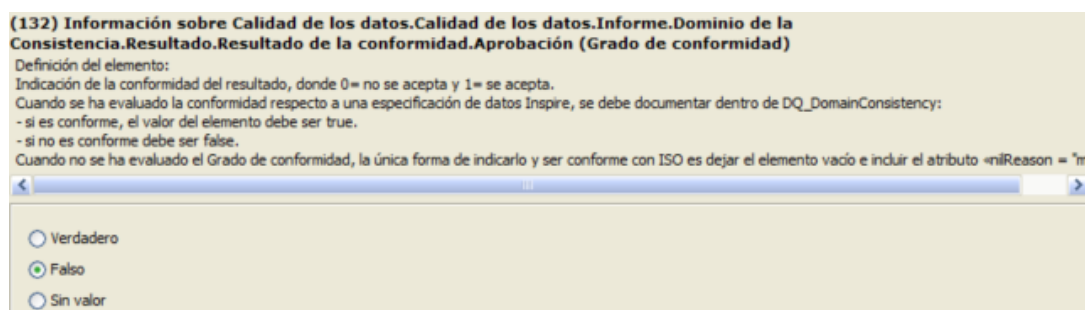 (132) Información sobre Calidad de los datos.Calidad de los datos.Informe.Dominio de la
Consistencia.Resultado.Resultado de la conformidad.Aprobación (Grado de conformidad)
Definición del elemento:
Indicación de la conformidad del resultado, donde 0= no se acepta y 1= se acepta.
Cuando se ha evaluado la conformidad respecto a una especificación de datos Inspire, se debe documentar dentro de DQ_DomainConsistency:
- si es conforme, el valor del elemento debe ser true.
- si no es conforme debe ser false.
Cuando no se ha evaluado el Grado de conformidad, la única forma de indicarlo y ser conforme con ISO es dejar el elemento vacío e incluir el atributo «nilReason = "m
Verdadero
Falso
Sin valor